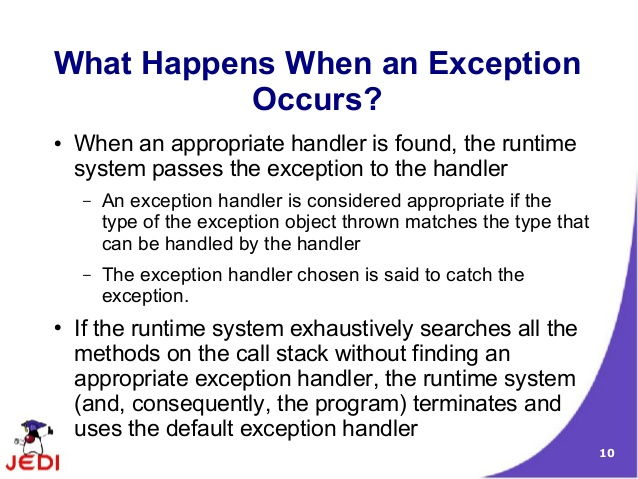 What Happens When an Exception
Occurs?
• When an appropriate handler is found, the runtime
system passes the exception to the handler
– An exception handler is considered appropriate if the
type of the exception object thrown matches the type that
can be handled by the handler
– The exception handler chosen is said to catch the
exception.
• If the runtime system exhaustively searches all the
methods on the call stack without finding an
appropriate exception handler, the runtime system
(and, consequently, the program) terminates and
uses the default exception handler
JEDI
10